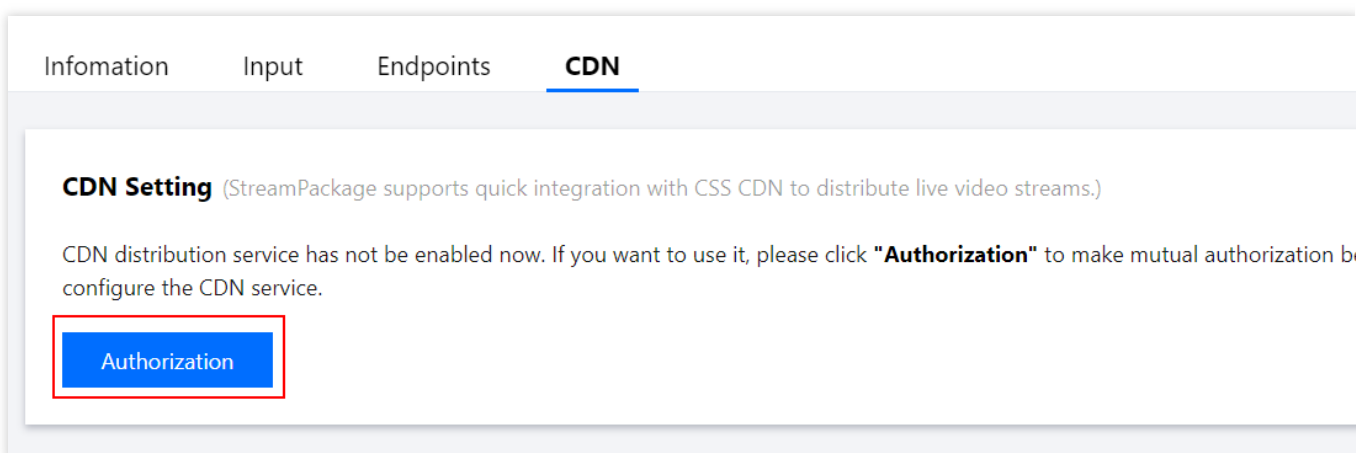 Infomation Input Endpoints CDN
CDN Setting (StreamPackage supports quick integration with CSS CDN to distribute live video streams.)
CDN distribution service has not be enabled now. If you want to use it, please click "Authorization" to make mutual authorization
configure the CDN service.
Authorization